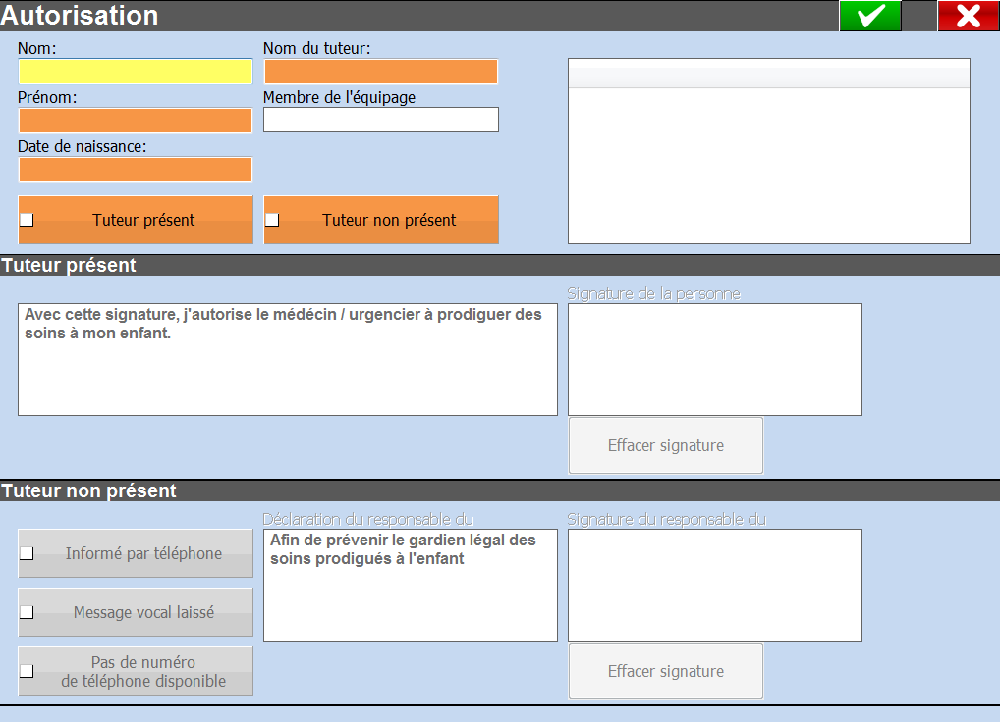 Autorisation
Nom:
Nom du tuteur:
Prénom:
Membre de l'équipage
Date de naissance:
Tuteur présent
Tuteur non présent
Tuteur présent
Signature de la personne
Avec cette signature, j'autorise le médécin / urgencier à prodiguer des
soins à mon enfant.
Effacer signature
Tuteur non présent
Déclaration du responsable du
Signature du responsable du
Informé par téléphone
Afin de prévenir le gardien légal des
soins prodigués à l'enfant
Message vocal laissé
Pas de numéro
de téléphone disponible
Effacer signature